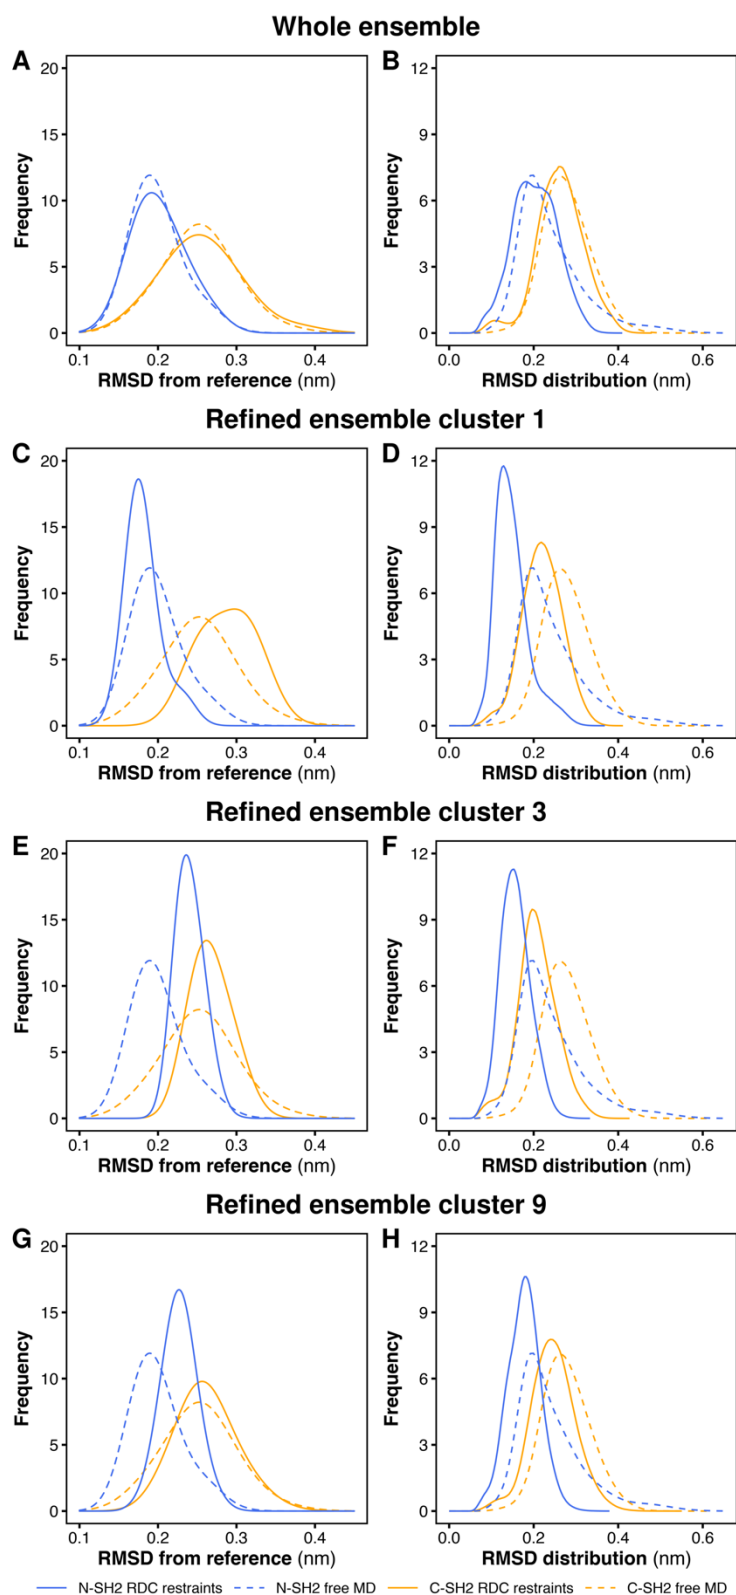 Whole ensemble
A B
20 12
15 9
10 6
5 3
0 0
Frequency Frequency
0.1 0.2 0.3 0.4 0.0 0.2 0.4 0.6
RMSD from reference (nm) RMSD distribution (nm)
Refined ensemble cluster 1
C D
20 12
15 9
10 6
5 3
0 0
Frequency Frequency
0.1 0.2 0.3 0.4 0.0 0.2 0.4 0.6
RMSD from reference (nm) RMSD distribution (nm)
Refined ensemble cluster 3
E F
20 12
15 9
10 6
5 3
0 0
Frequency Frequency
0.1 0.2 0.3 0.4 0.0 0.2 0.4 0.6
RMSD from reference (nm) RMSD distribution (nm)
Refined ensemble cluster 9
G H
20 12
15 9
10 6
5 3
0 0
Frequency Frequency
0.1 0.2 0.3 0.4 0.0 0.2 0.4 0.6
RMSD from reference (nm) RMSD distribution (nm)
N-SH2 RDC restraints N-SH2 free MD C-SH2 RDC restraints C-SH2 free MD